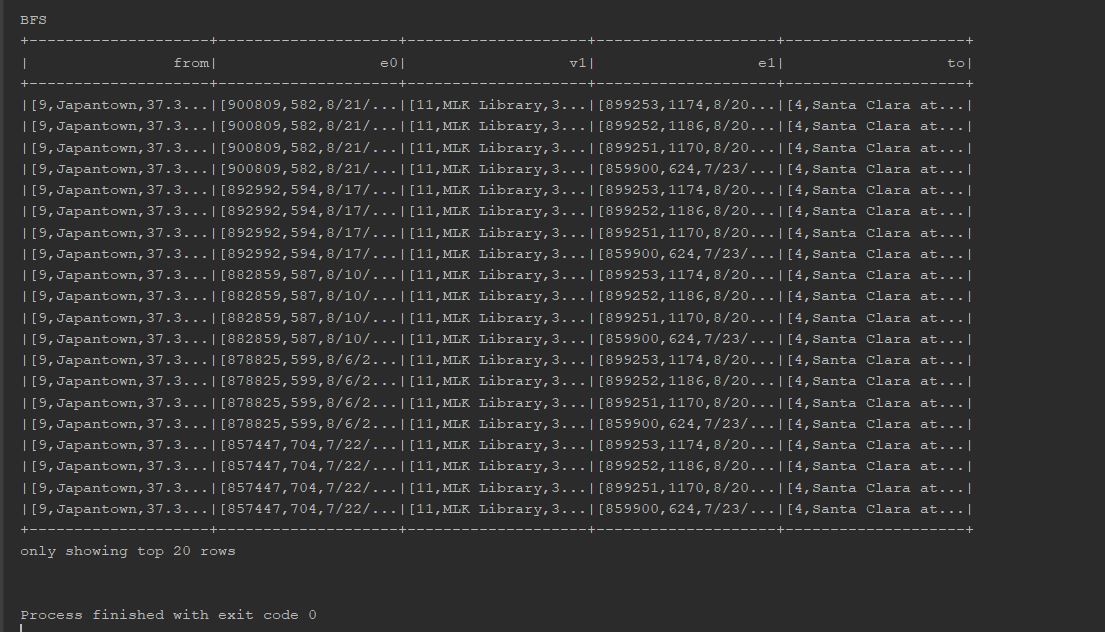 BFS
+--------------------+--------------------+--------------------+--------------------+--------------------+
|                from|                  e0|                  v1|                  e1|                  to|
+--------------------+--------------------+--------------------+--------------------+--------------------+
|[9,Japantown,37.3...|[900809,582,8/21/...|[11,MLK Library,3...|[899253,1174,8/20...|[4,Santa Clara at...|
|[9,Japantown,37.3...|[900809,582,8/21/...|[11,MLK Library,3...|[899252,1186,8/20...|[4,Santa Clara at...|
|[9,Japantown,37.3...|[900809,582,8/21/...|[11,MLK Library,3...|[899251,1170,8/20...|[4,Santa Clara at...|
|[9,Japantown,37.3...|[900809,582,8/21/...|[11,MLK Library,3...|[859900,624,7/23/...|[4,Santa Clara at...|
|[9,Japantown,37.3...|[892992,594,8/17/...|[11,MLK Library,3...|[899253,1174,8/20...|[4,Santa Clara at...|
|[9,Japantown,37.3...|[892992,594,8/17/...|[11,MLK Library,3...|[899252,1186,8/20...|[4,Santa Clara at...|
|[9,Japantown,37.3...|[892992,594,8/17/...|[11,MLK Library,3...|[899251,1170,8/20...|[4,Santa Clara at...|
|[9,Japantown,37.3...|[892992,594,8/17/...|[11,MLK Library,3...|[859900,624,7/23/...|[4,Santa Clara at...|
|[9,Japantown,37.3...|[882859,587,8/10/...|[11,MLK Library,3...|[899253,1174,8/20...|[4,Santa Clara at...|
|[9,Japantown,37.3...|[882859,587,8/10/...|[11,MLK Library,3...|[899252,1186,8/20...|[4,Santa Clara at...|
|[9,Japantown,37.3...|[882859,587,8/10/...|[11,MLK Library,3...|[899251,1170,8/20...|[4,Santa Clara at...|
|[9,Japantown,37.3...|[882859,587,8/10/...|[11,MLK Library,3...|[859900,624,7/23/...|[4,Santa Clara at...|
|[9,Japantown,37.3...|[878825,599,8/6/2...|[11,MLK Library,3...|[899253,1174,8/20...|[4,Santa Clara at...|
|[9,Japantown,37.3...|[878825,599,8/6/2...|[11,MLK Library,3...|[899252,1186,8/20...|[4,Santa Clara at...|
|[9,Japantown,37.3...|[878825,599,8/6/2...|[11,MLK Library,3...|[899251,1170,8/20...|[4,Santa Clara at...|
|[9,Japantown,37.3...|[878825,599,8/6/2...|[11,MLK Library,3...|[859900,624,7/23/...|[4,Santa Clara at...|
|[9,Japantown,37.3...|[857447,704,7/22/...|[11,MLK Library,3...|[899253,1174,8/20...|[4,Santa Clara at...|
|[9,Japantown,37.3...|[857447,704,7/22/...|[11,MLK Library,3...|[899252,1186,8/20...|[4,Santa Clara at...|
|[9,Japantown,37.3...|[857447,704,7/22/...|[11,MLK Library,3...|[899251,1170,8/20...|[4,Santa Clara at...|
|[9,Japantown,37.3...|[857447,704,7/22/...|[11,MLK Library,3...|[859900,624,7/23/...|[4,Santa Clara at...|
+--------------------+--------------------+--------------------+--------------------+--------------------+
only showing top 20 rows
Process finished with exit code 0